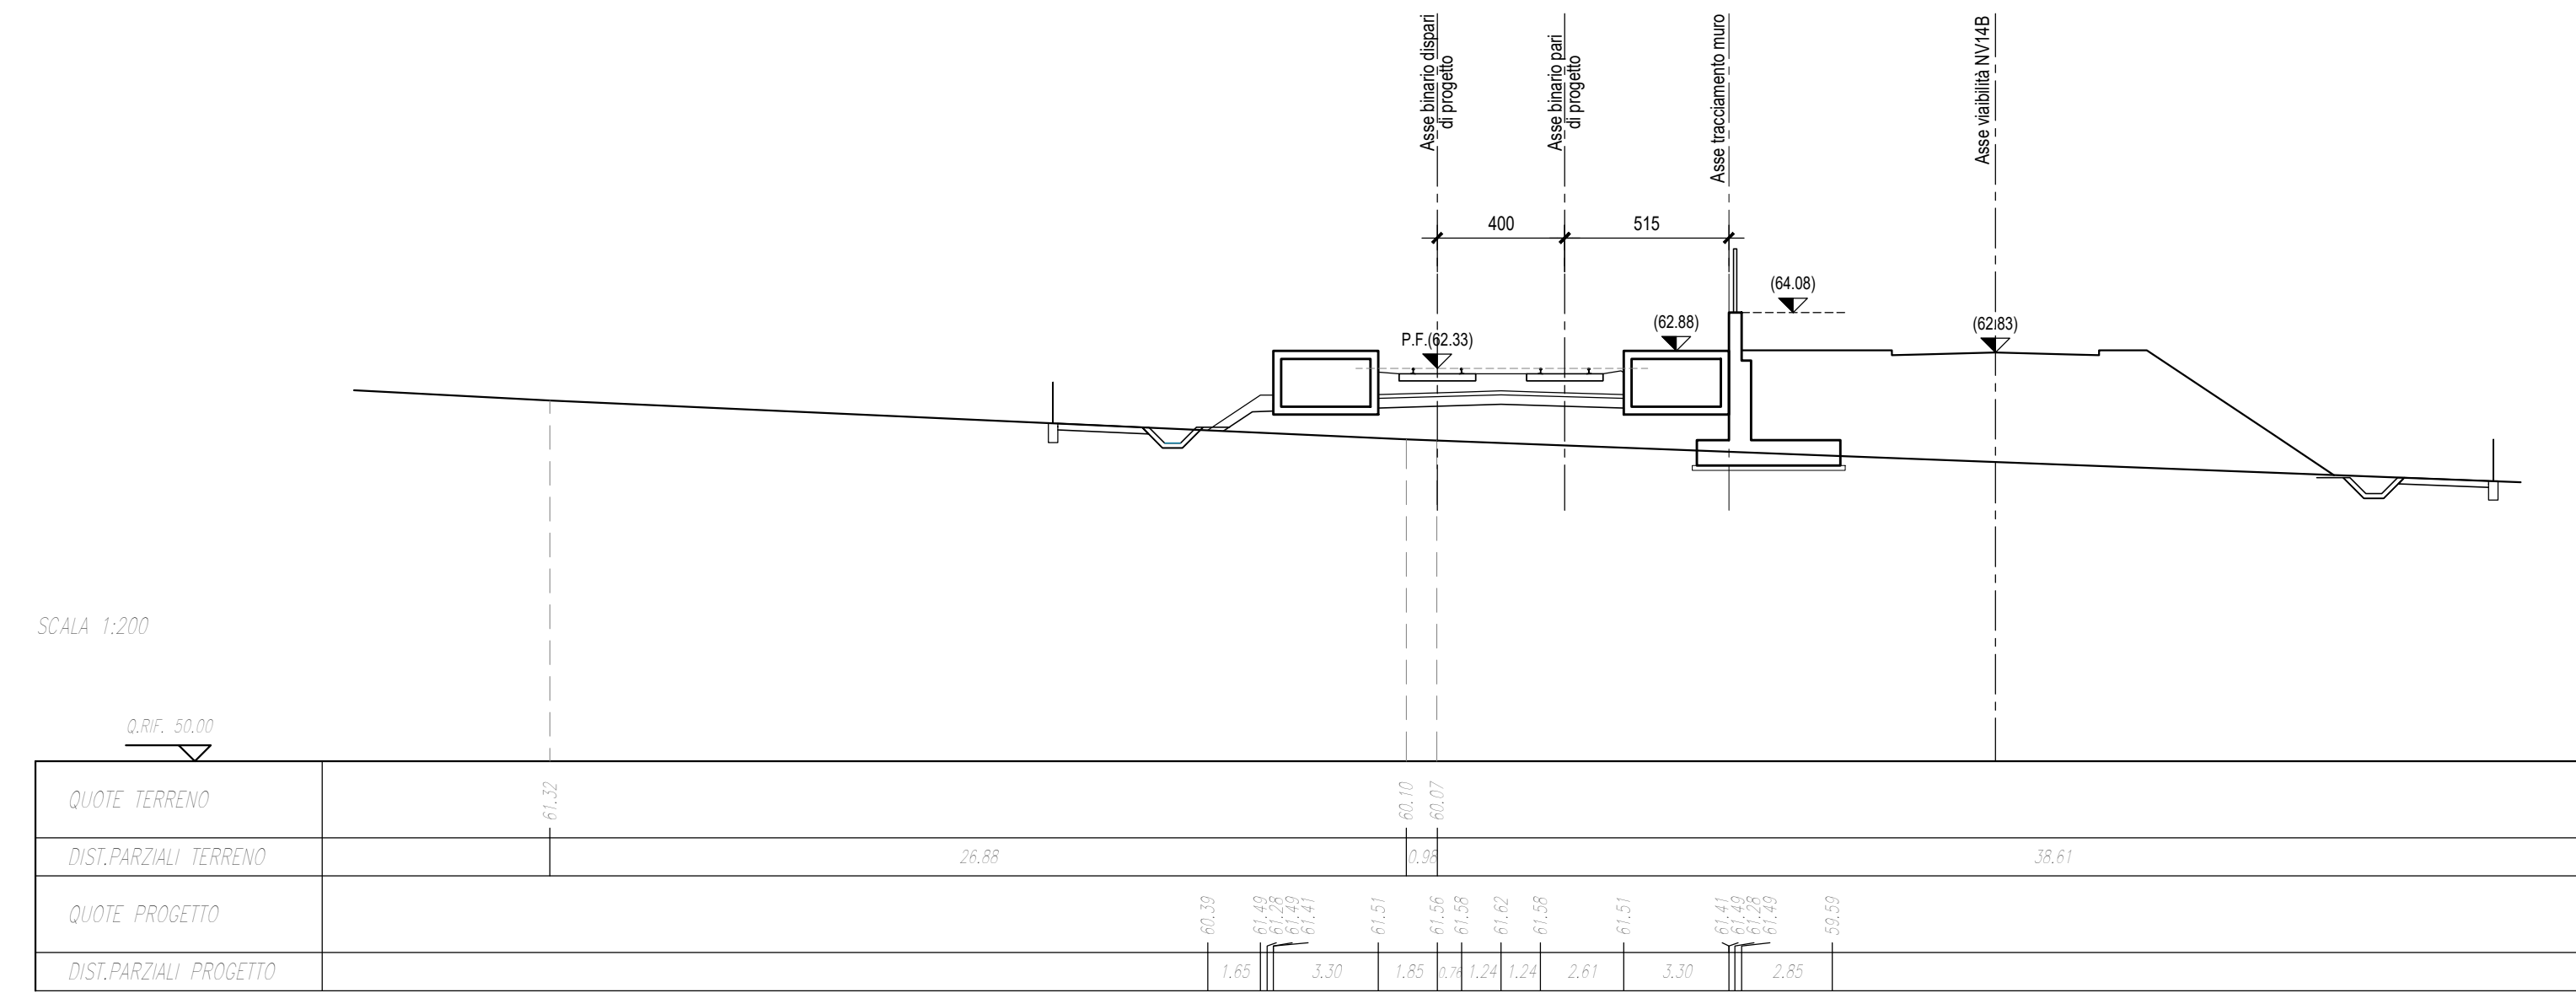 Asse binario dispari
di progetto
Asse binario pari
di progetto
Asse tracciamento muro
Asse viaibilità NV14B
400
515
(64.08)
(62.88)
(62.83)
P.F.(62.33)
SCALA 1:200
Q.RIF. 50.00
QUOTE TERRENO
61.32
60.10
60.07
DIST.PARZIALI TERRENO
26.88
0.98
38.61
QUOTE PROGETTO
60.39
61.49
61.28
61.49
61.41
61.51
61.56
61.58
61.62
61.58
61.51
61.41
61.49
61.28
61.49
59.59
DIST.PARZIALI PROGETTO
1.65
3.30
1.85
0.76
1.24
1.24
2.61
3.30
2.85